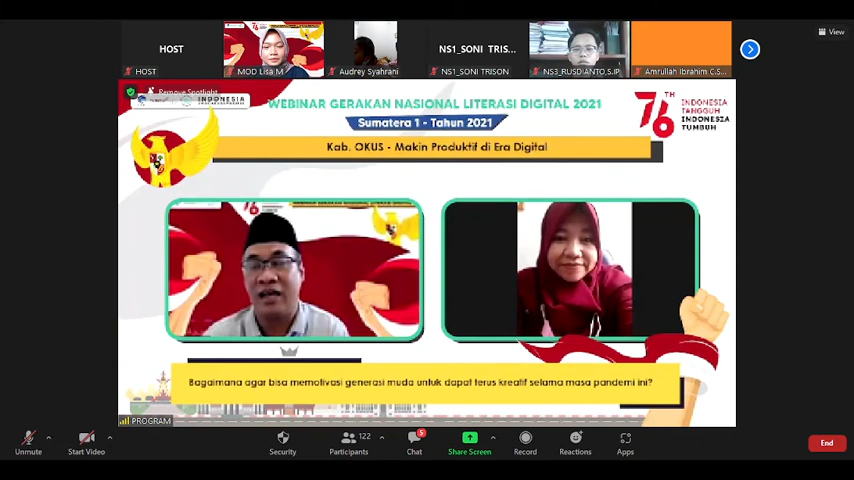 HOST
NS1_SONI TRIS...
HOST
MOD Lisa M
Audrey Syahrani
NS1_SONI TRISON
NS3_RUSDIANTO,S.IP
Amrullah Ibrahim C.S...
View
Remove Spotlight
INDONESIA
WEBINAR GERAKAN NASIONAL LITERASI DIGITAL 2021
Sumatera 1 - Tahun 2021
Kab. OKUS - Makin Produktif di Era Digital
76TH
INDONESIA
TANGGUH
INDONESIA
TUMBUH
Bagaimana agar bisa memotivasi generasi muda untuk dapat terus kreatif selama masa pandemi ini?
PROGRAM
122
5
Unmute
Start Video
Security
Participants
Chat
Share Screen
Record
Reactions
Apps
End